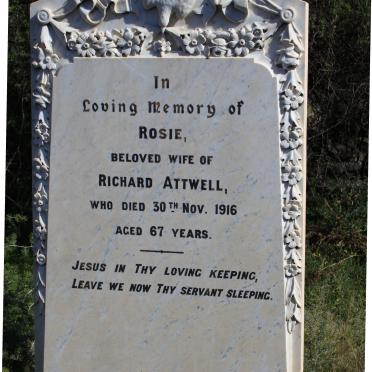 In
Loving Memory of
ROSIE,
BELOVED WIFE OF
RICHARD ATTWELL,
WHO DIED 30TH NOV. 1916
AGED 67 YEARS.
JESUS IN THY LOVING KEEPING,
LEAVE WE NOW THY SERVANT SLEEPING.